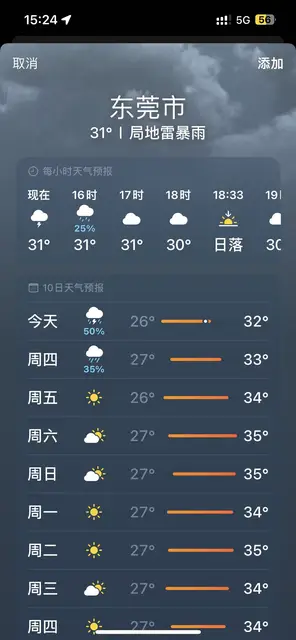 15:24 5G 56
取消 添加
东莞市
31° | 局地雷暴雨
每小时天气预报
现在 16时 17时 18时 18:33
25%
31° 31° 31° 30° 日落
10日天气预报
今天 50% 26° 32°
周四 35% 27° 33°
周五 26° 34°
周六 27° 35°
周日 27° 35°
周一 27° 34°
周二 27° 35°
周三 27° 34°
周四 27° 34°